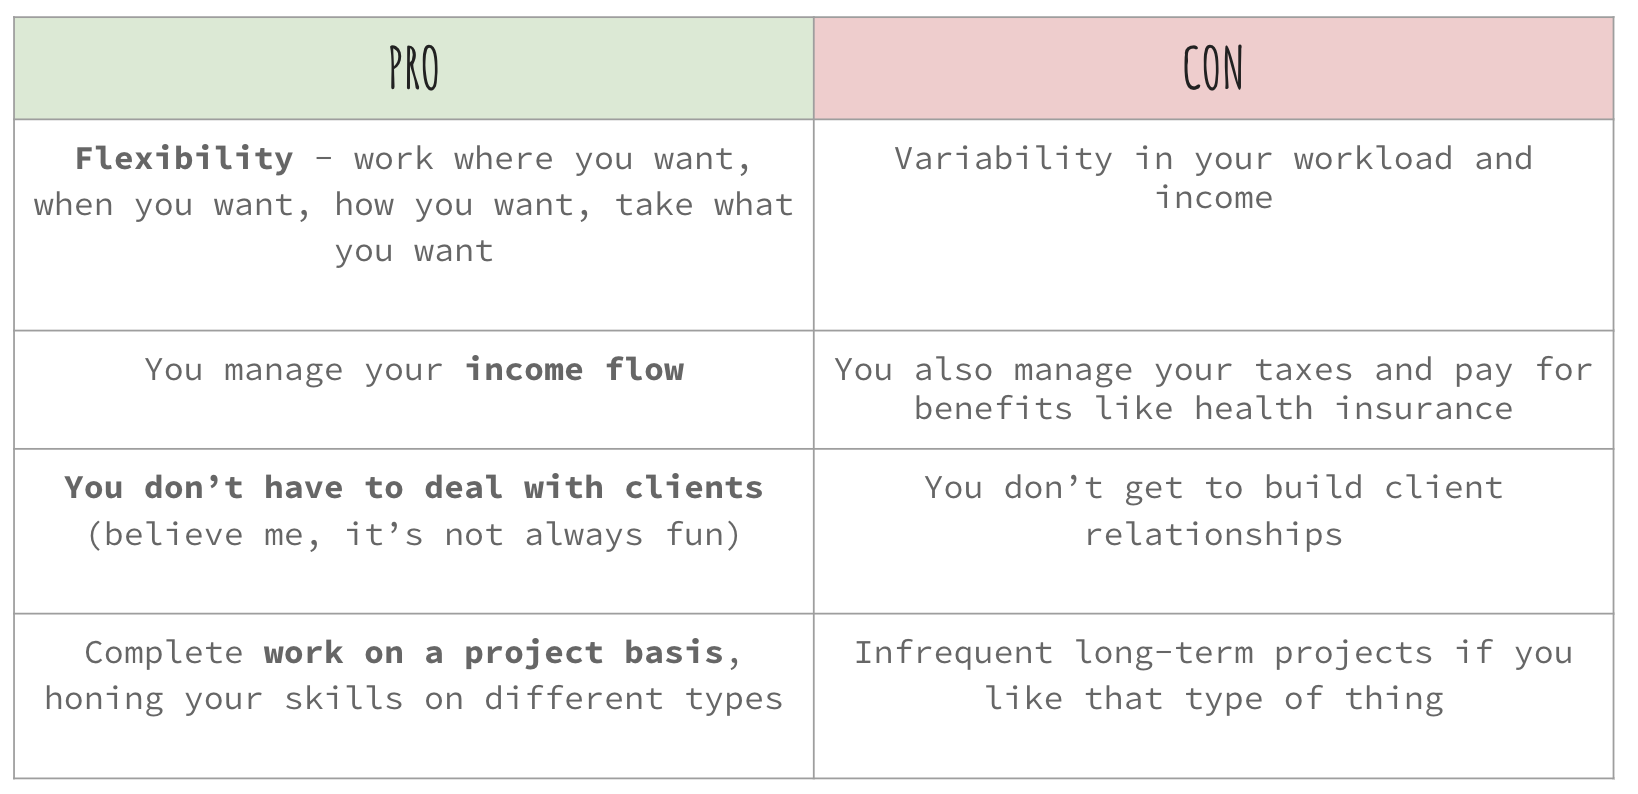 PRO
CON
Flexibility - work where you want,
when you want, how you want, take what
you want
Variability in your workload and
income
You manage your income flow
You also manage your taxes and pay for
benefits like health insurance
You don’t have to deal with clients
(believe me, it’s not always fun)
You don’t get to build client
relationships
Complete work on a project basis,
honing your skills on different types
Infrequent long-term projects if you
like that type of thing